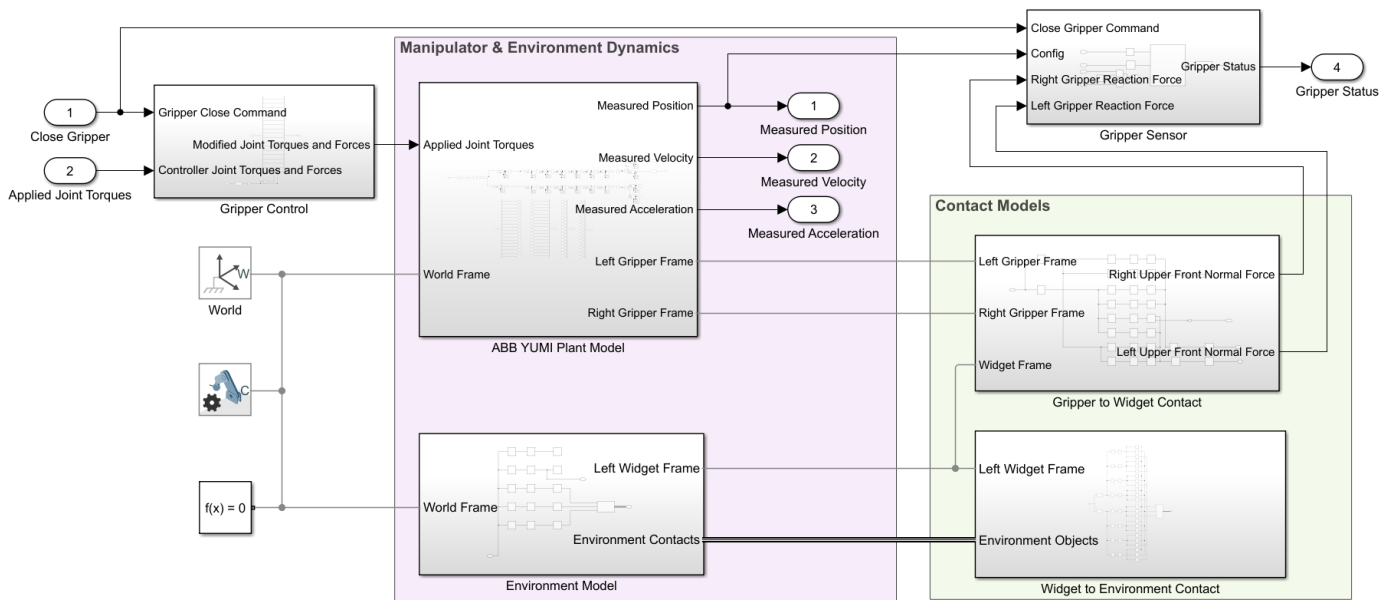 Close Gripper Command
Config
Right Gripper Reaction Force
Left Gripper Reaction Force
Gripper Status
Gripper Sensor
4
Gripper Status
1
Close Gripper
2
Applied Joint Torques
Gripper Close Command
Modified Joint Torques and Forces
Controller Joint Torques and Forces
Gripper Control
Manipulator & Environment Dynamics
Measured Position
Applied Joint Torques
Measured Velocity
Measured Acceleration
World Frame
Left Gripper Frame
Right Gripper Frame
ABB YUMI Plant Model
1
Measured Position
2
Measured Velocity
3
Measured Acceleration
W
World
C
f(x) = 0
Left Widget Frame
World Frame
Environment Contacts
Environment Model
Contact Models
Left Gripper Frame
Right Upper Front Normal Force
Right Gripper Frame
Left Upper Front Normal Force
Widget Frame
Gripper to Widget Contact
Left Widget Frame
Environment Objects
Widget to Environment Contact